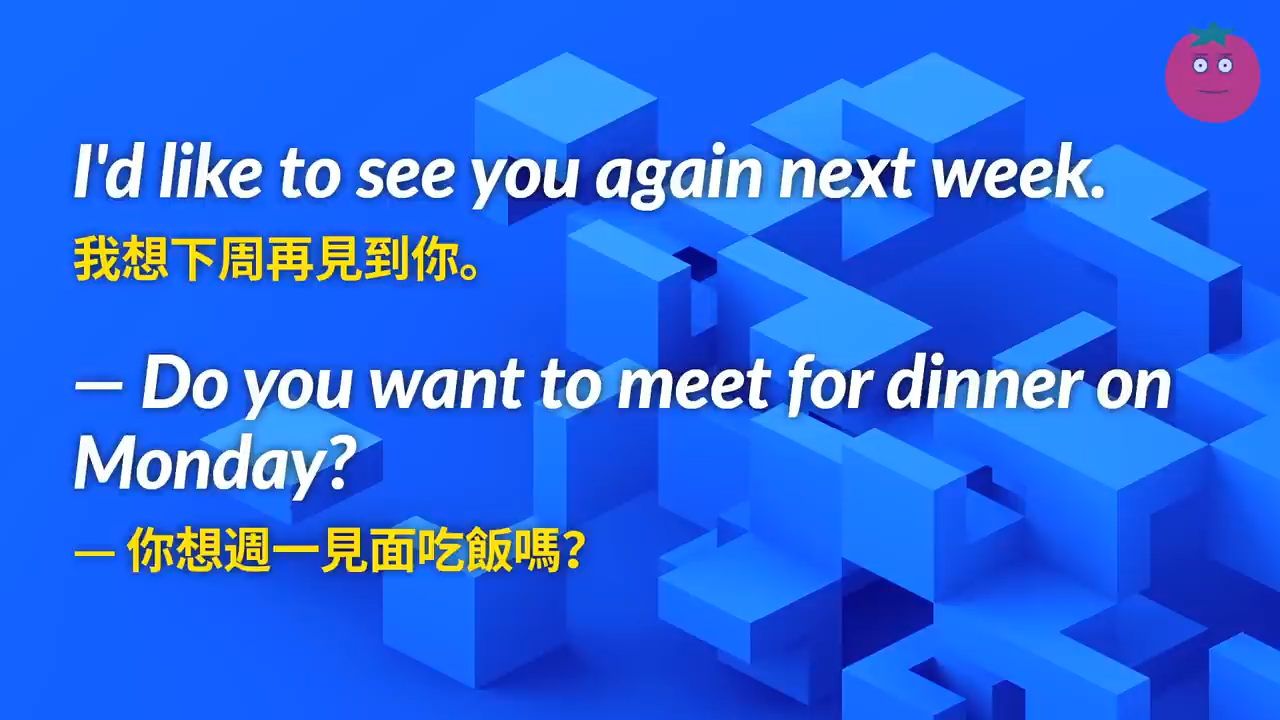 I'd like to see you again next week.
我想下周再見到你。
— Do you want to meet for dinner on
Monday?
— 你想週一見面吃飯嗎?